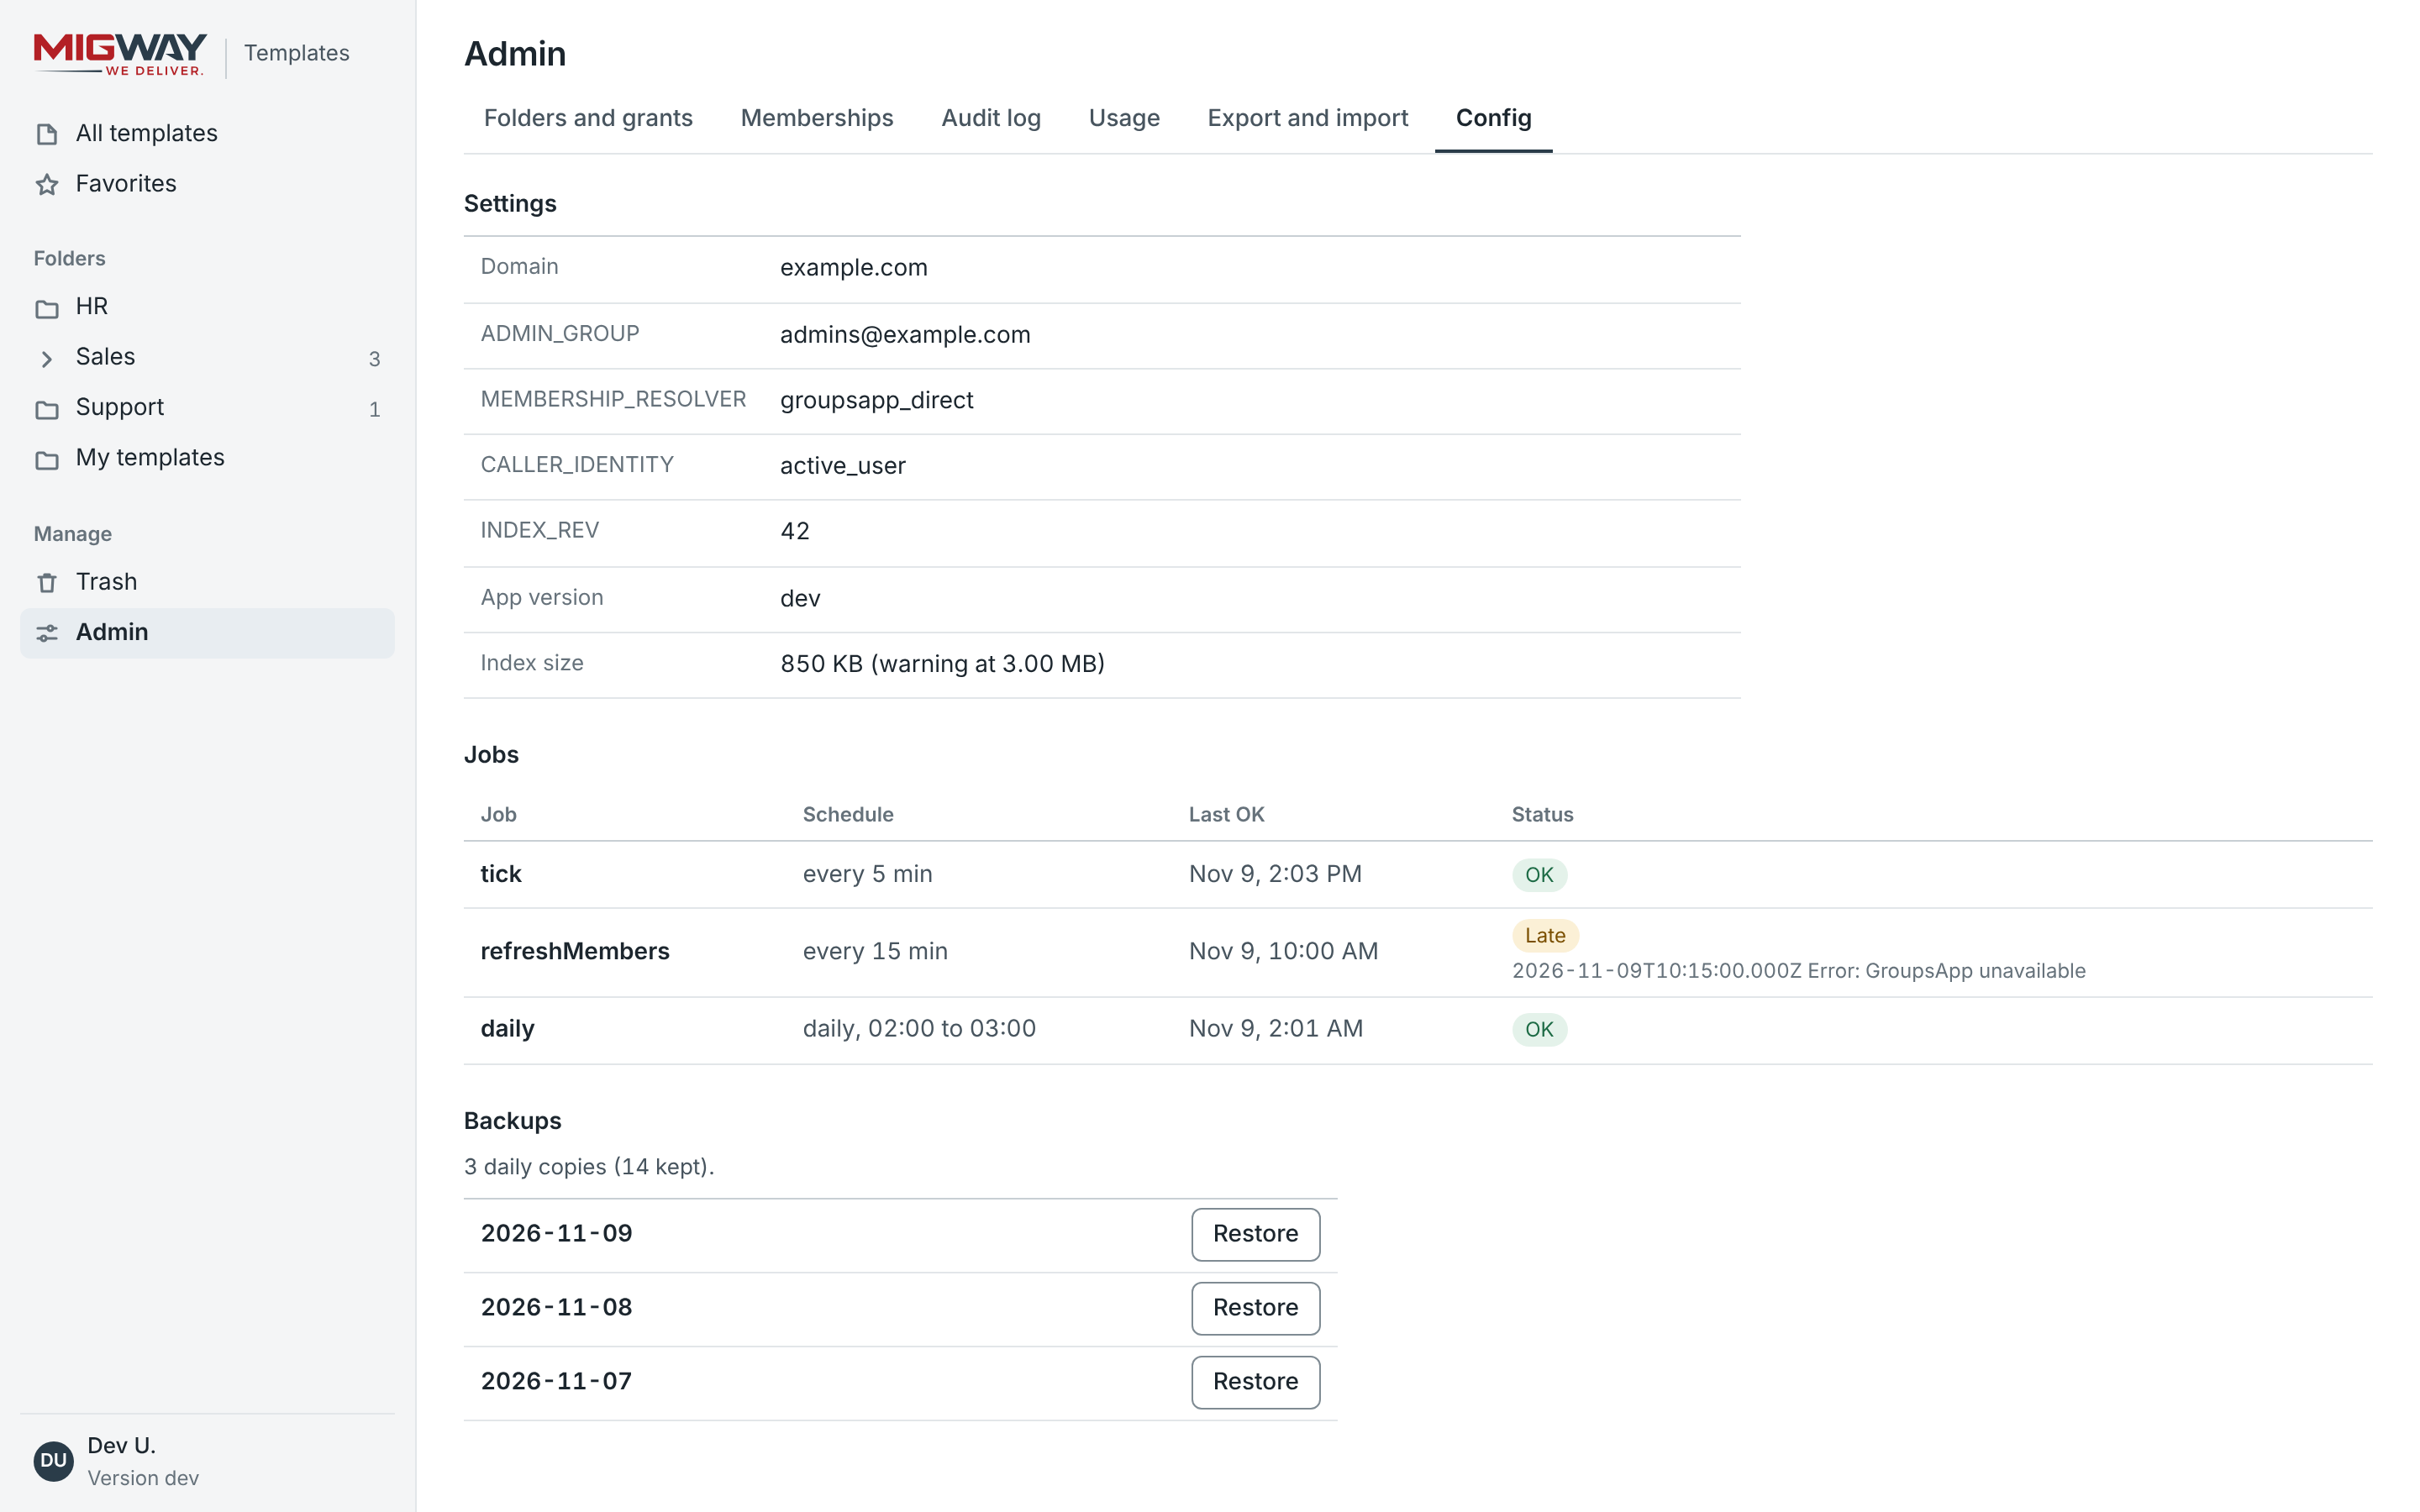 MIGWAY
WE DELIVER.
Templates
All templates
Favorites
Folders
HR
Sales 3
Support 1
My templates
Manage
Trash
Admin
DU
Dev U.
Version dev
Admin
Folders and grants Memberships Audit log Usage Export and import Config
Settings
Domain example.com
ADMIN_GROUP admins@example.com
MEMBERSHIP_RESOLVER groupsapp_direct
CALLER_IDENTITY active_user
INDEX_REV 42
App version dev
Index size 850 KB (warning at 3.00 MB)
Jobs
Job Schedule Last OK Status
tick every 5 min Nov 9, 2:03 PM OK
refreshMembers every 15 min Nov 9, 10:00 AM Late
2026-11-09T10:15:00.000Z Error: GroupsApp unavailable
daily daily, 02:00 to 03:00 Nov 9, 2:01 AM OK
Backups
3 daily copies (14 kept).
2026-11-09 Restore
2026-11-08 Restore
2026-11-07 Restore